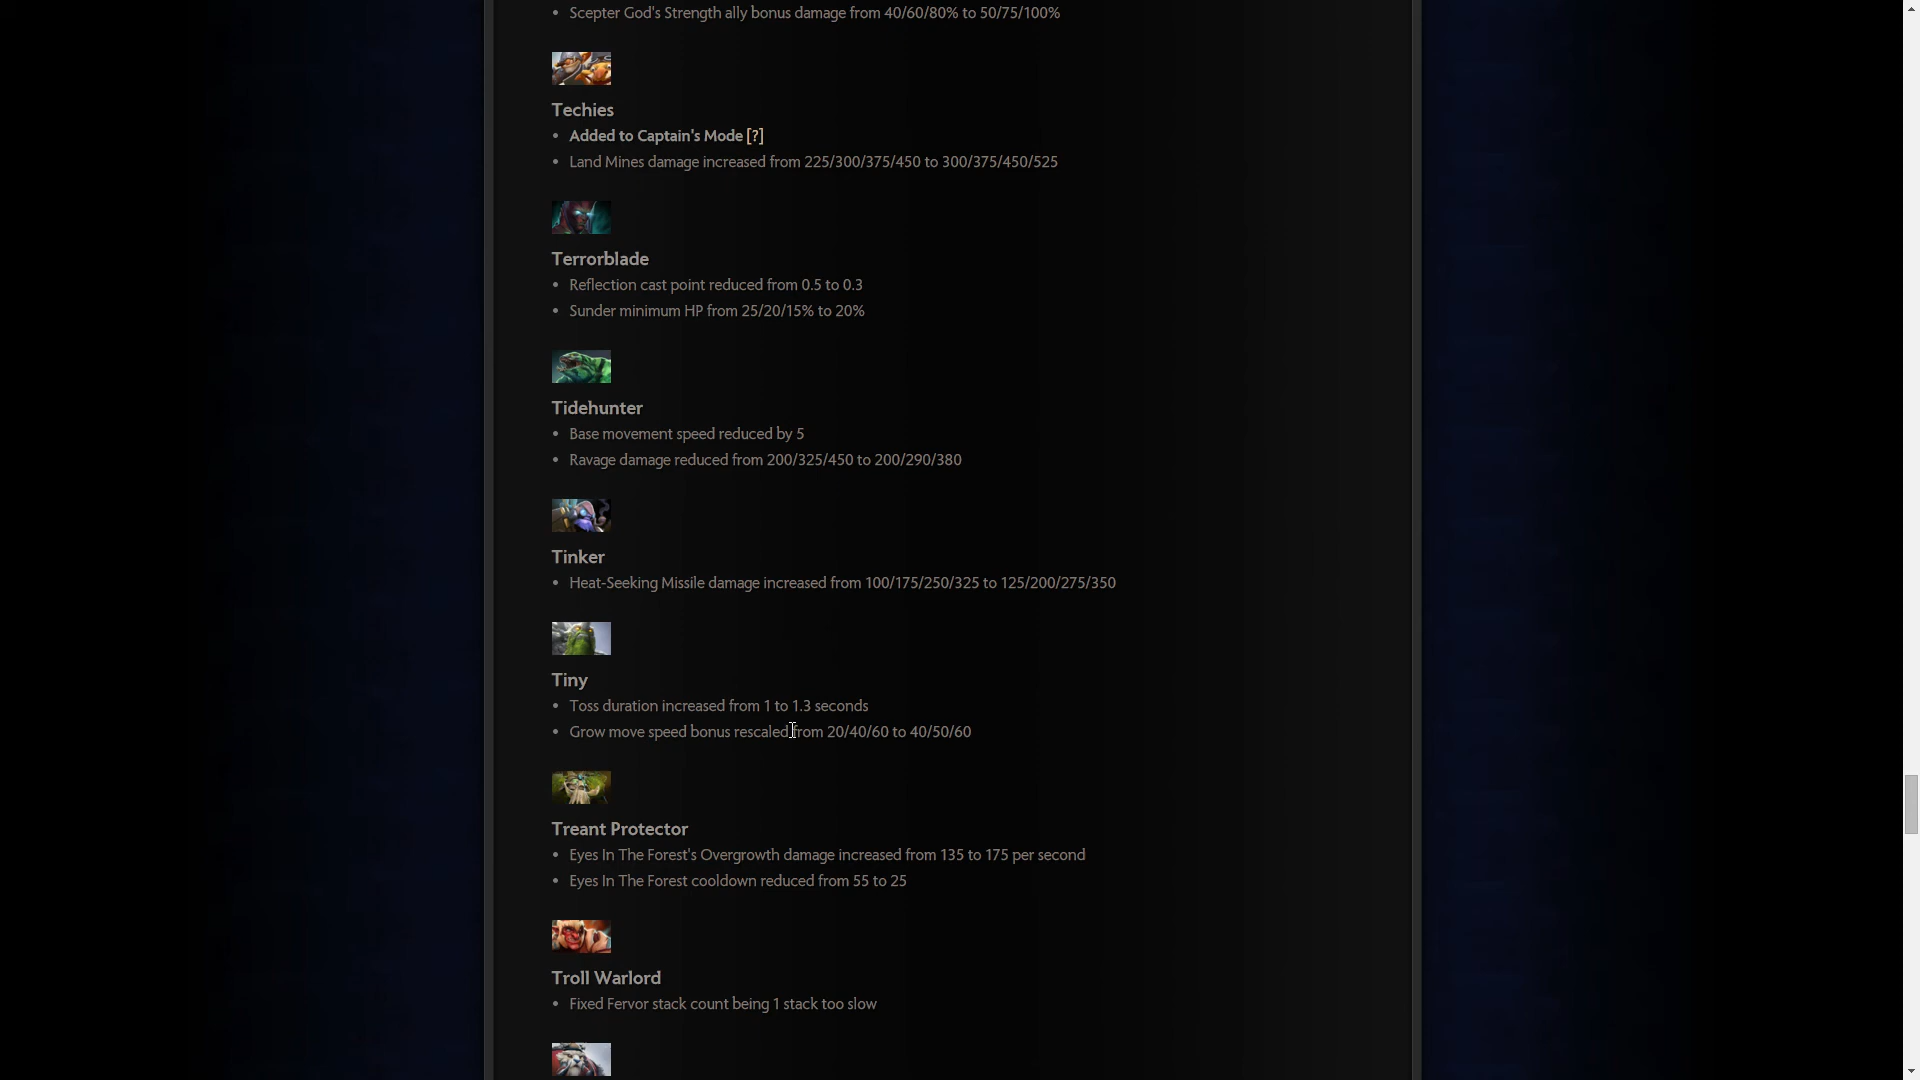 • Scepter God's Strength ally bonus damage from 40/60/80% to 50/75/100%
Techies
• Added to Captain's Mode [?]
• Land Mines damage increased from 225/300/375/450 to 300/375/450/525
Terrorblade
• Reflection cast point reduced from 0.5 to 0.3
• Sunder minimum HP from 25/20/15% to 20%
Tidehunter
• Base movement speed reduced by 5
• Ravage damage reduced from 200/325/450 to 200/290/380
Tinker
• Heat-Seeking Missile damage increased from 100/175/250/325 to 125/200/275/350
Tiny
• Toss duration increased from 1 to 1.3 seconds
• Grow move speed bonus rescaled from 20/40/60 to 40/50/60
Treant Protector
• Eyes In The Forest's Overgrowth damage increased from 135 to 175 per second
• Eyes In The Forest cooldown reduced from 55 to 25
Troll Warlord
• Fixed Fervor stack count being 1 stack too slow